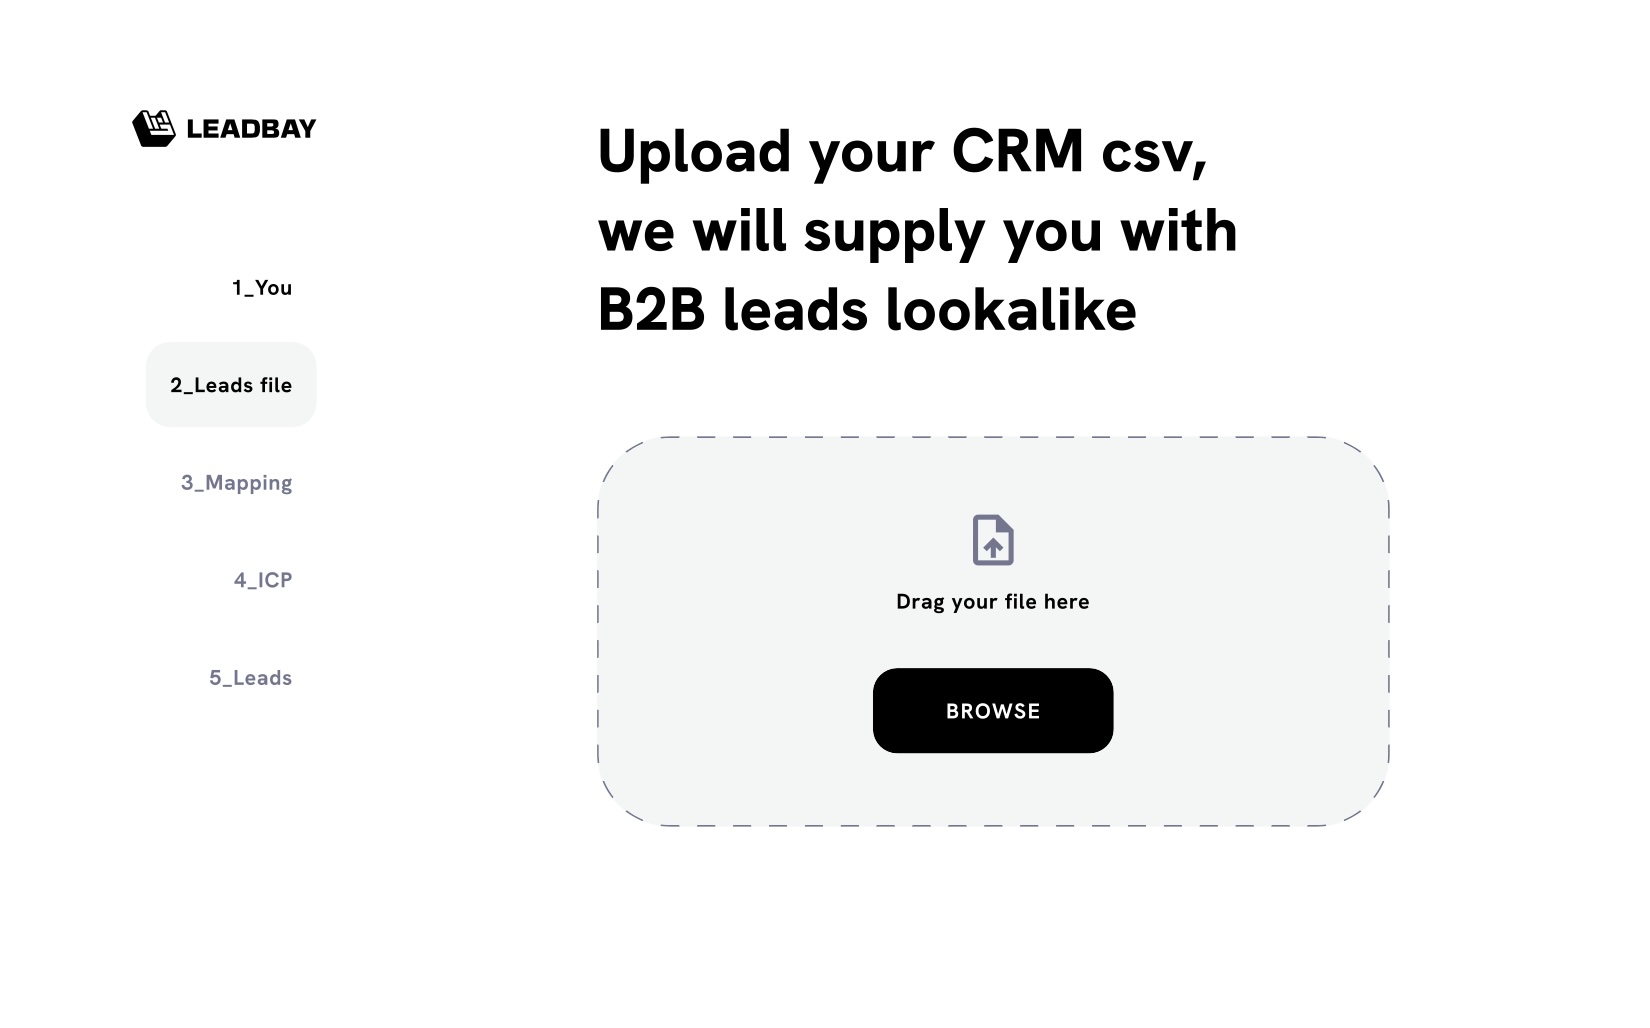 LEADBAY
1_You
2_Leads file
3_Mapping
4_ICP
5_Leads
Upload your CRM csv,
we will supply you with
B2B leads lookalike
Drag your file here
BROWSE